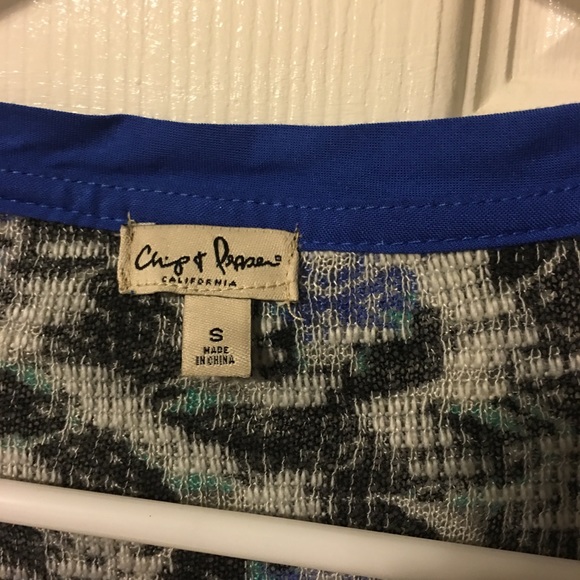 Chip & Pepper
CALIFORNIA
S
MADE
IN CHINA